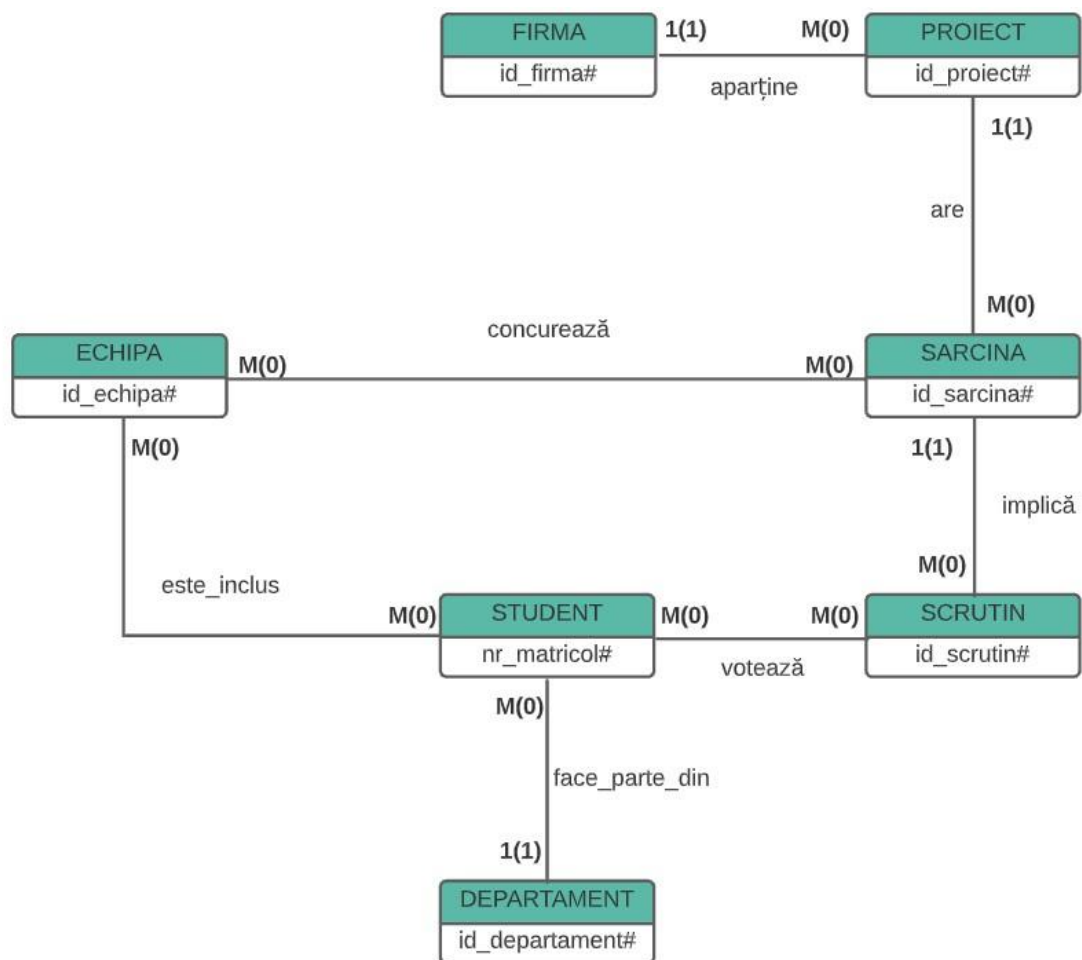 FIRMA
id_firma#
1(1)
M(0)
aparține
PROIECT
id_proiect#
1(1)
are
M(0)
ECHIPA
id_echipa#
M(0)
concurează
M(0)
SARCINA
id_sarcina#
M(0)
1(1)
implică
M(0)
este_inclus
M(0)
STUDENT
nr_matricol#
M(0)
votează
M(0)
SCRUTIN
id_scrutin#
M(0)
face_parte_din
1(1)
DEPARTAMENT
id_departament#